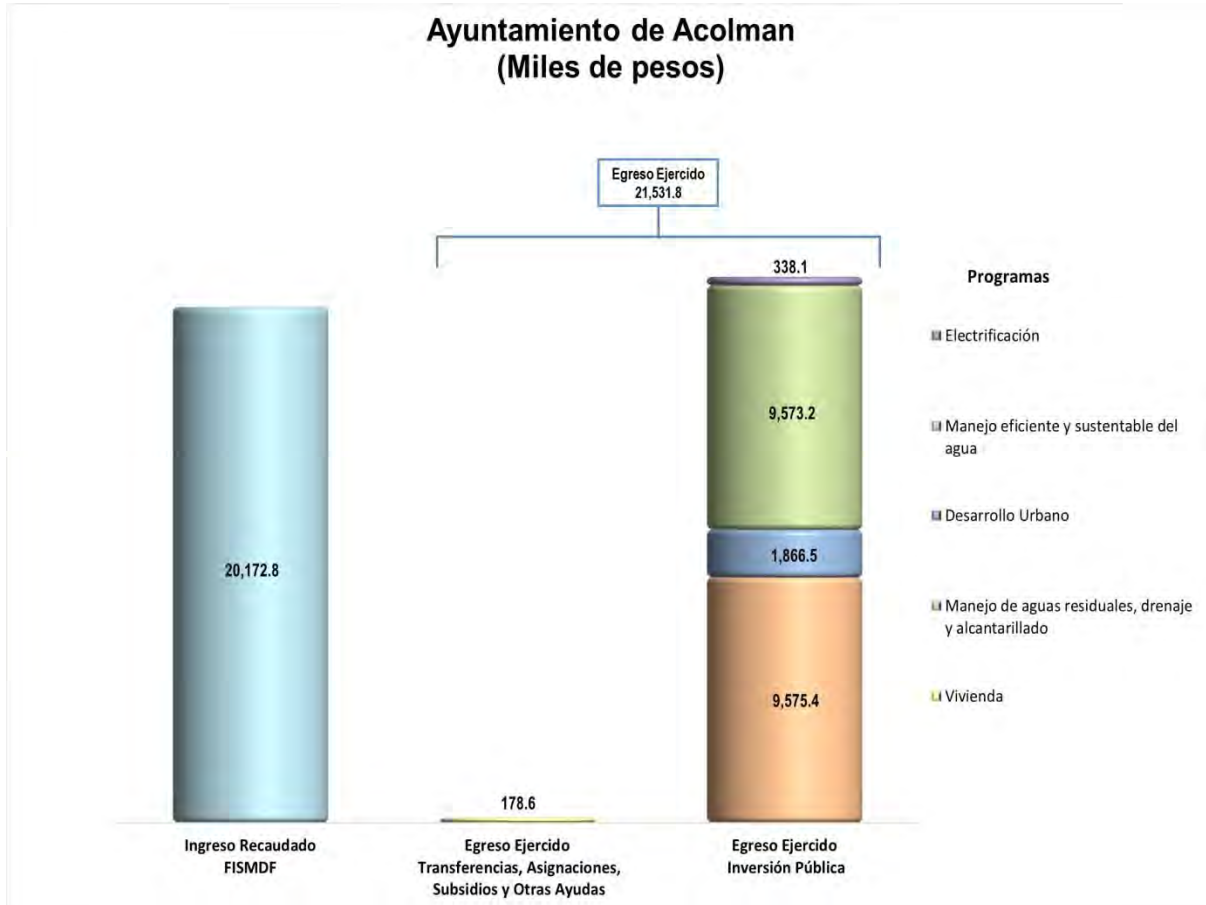 Ayuntamiento de Acolman
(Miles de pesos)
Egreso Ejercido
21,531.8
338.1
9,573.2
1,866.5
9,575.4
20,172.8
178.6
Programas
Electrificación
Manejo eficiente y sustentable del
agua
Desarrollo Urbano
Manejo de aguas residuales, drenaje
y alcantarillado
Vivienda
Ingreso Recaudado
FISMDF
Egreso Ejercido
Transferencias, Asignaciones,
Subsidios y Otras Ayudas
Egreso Ejercido
Inversión Pública